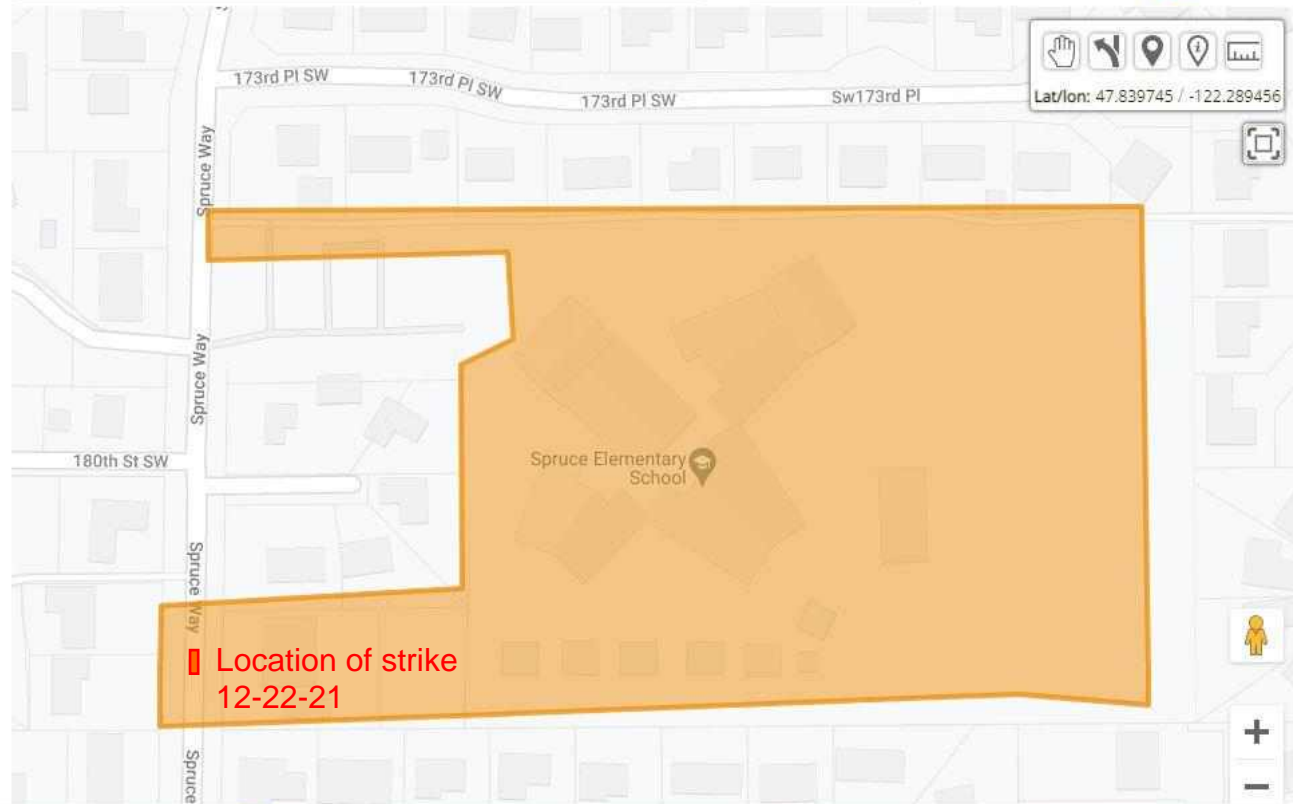 173rd Pl SW
173rd Pl SW
173rd Pl SW
Sw173rd Pl
Lat/lon: 47.839745 / -122.289456
Spruce Way
Spruce Way
180th St SW
Spruce Elementary
School
Spruce Way
Location of strike
12-22-21
Spruce